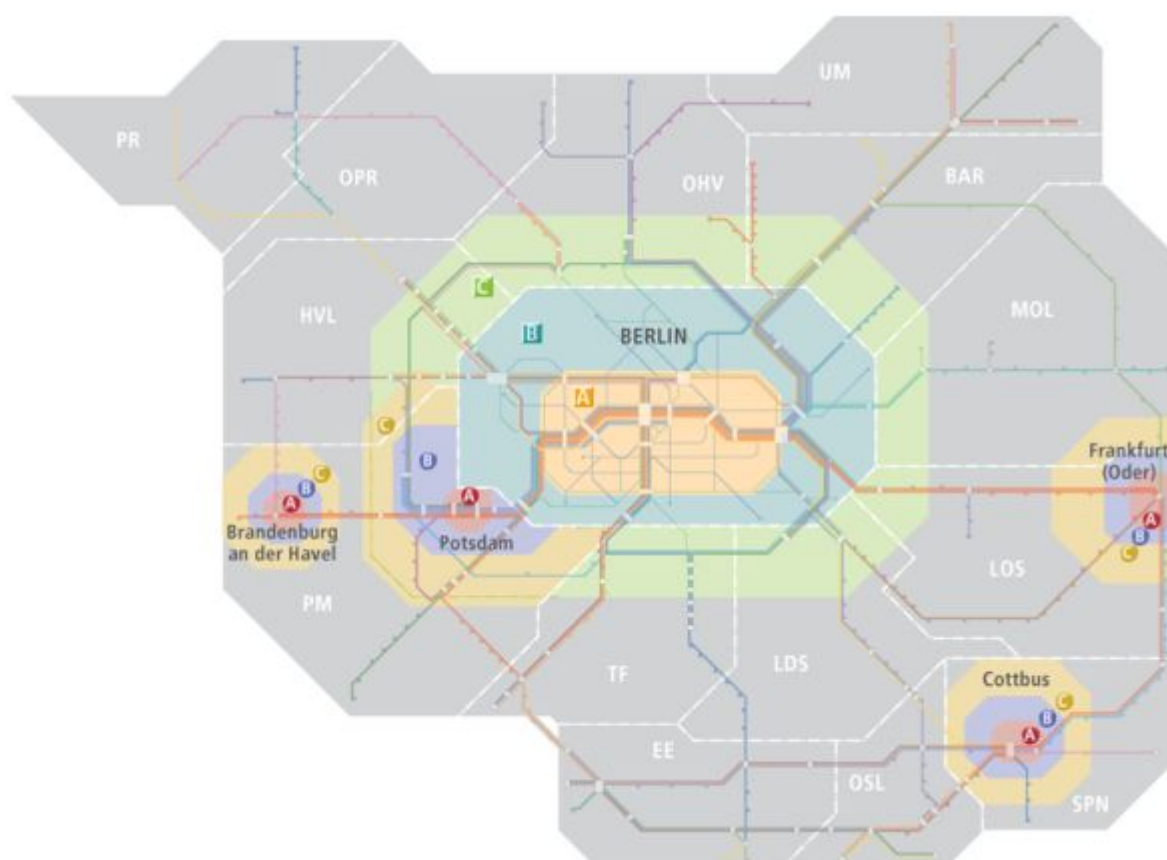 UM
PR
OPR
OHV
BAR
C
HVL
B
BERLIN
MOL
A
C
B
Frankfurt
(Oder)
C
B
A
A
A
B
C
Brandenburg
an der Havel
Potsdam
PM
LOS
TF
LDS
Cottbus
C
B
A
EE
OSL
SPN